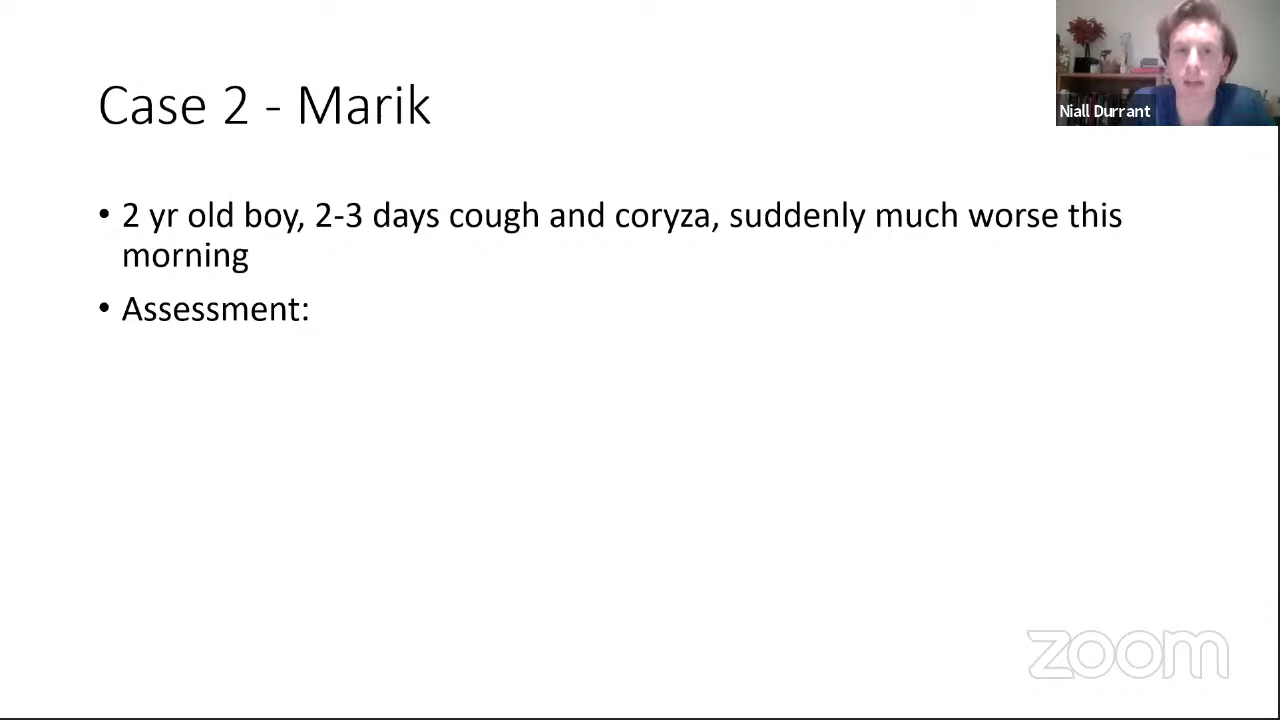 Case 2 - Marik
Niall Durrant
• 2 yr old boy, 2-3 days cough and coryza, suddenly much worse this
morning
• Assessment:
zoom